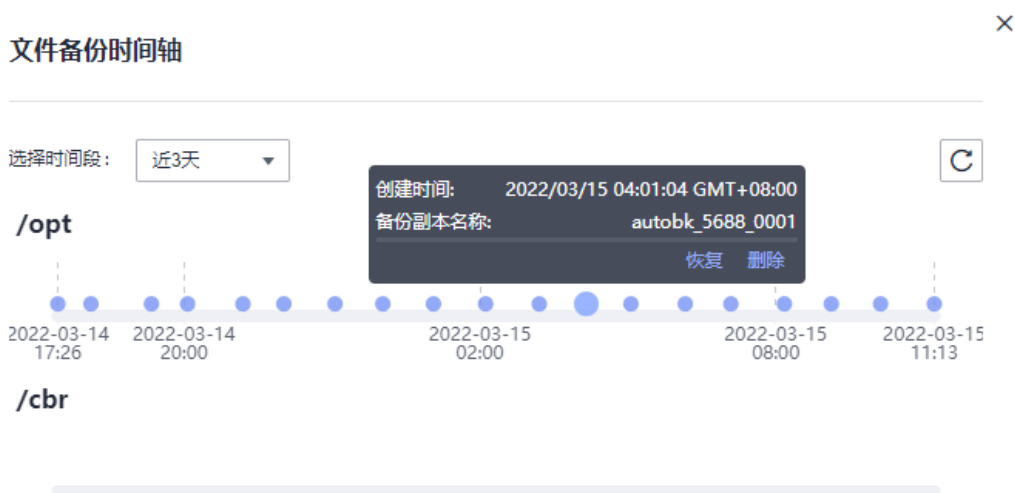 文件备份时间轴
选择时间段：
近3天
创建时间: 2022/03/15 04:01:04 GMT+08:00
备份副本名称: autobk_5688_0001
恢复 删除
/opt
2022-03-14 2022-03-14 2022-03-15 2022-03-15 2022-03-15
17:26 20:00 02:00 08:00 11:13
/cbr